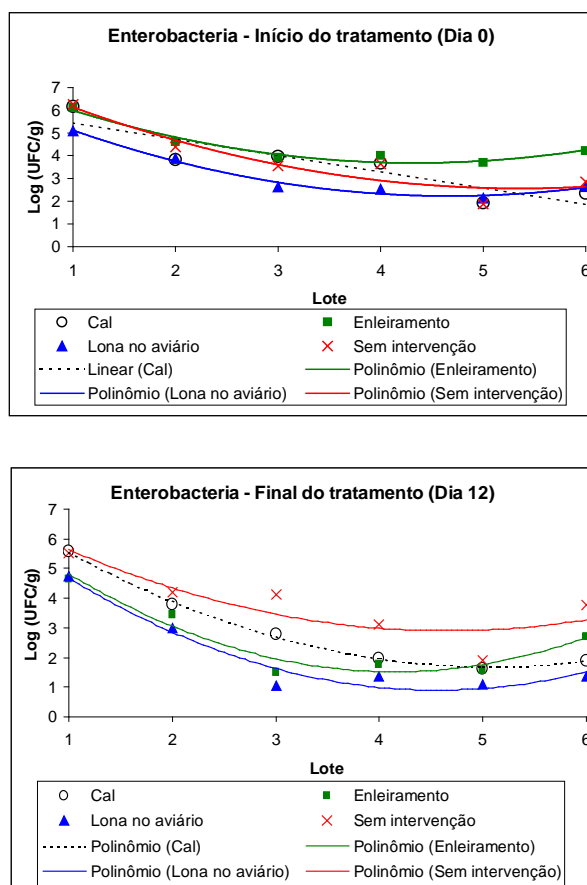 Enterobacteria - Início do tratamento (Dia 0)
Log (UFC/g)
7
6
5
4
3
2
1
0
1 2 3 4 5 6
Lote
Cal Enleiramento
Lona no aviário Sem intervenção
Linear (Cal) Polinômio (Enleiramento)
Polinômio (Lona no aviário) Polinômio (Sem intervenção)
Enterobacteria - Final do tratamento (Dia 12)
Log (UFC/g)
7
6
5
4
3
2
1
0
1 2 3 4 5 6
Lote
Cal Enleiramento
Lona no aviário Sem intervenção
Polinômio (Cal) Polinômio (Enleiramento)
Polinômio (Lona no aviário) Polinômio (Sem intervenção)